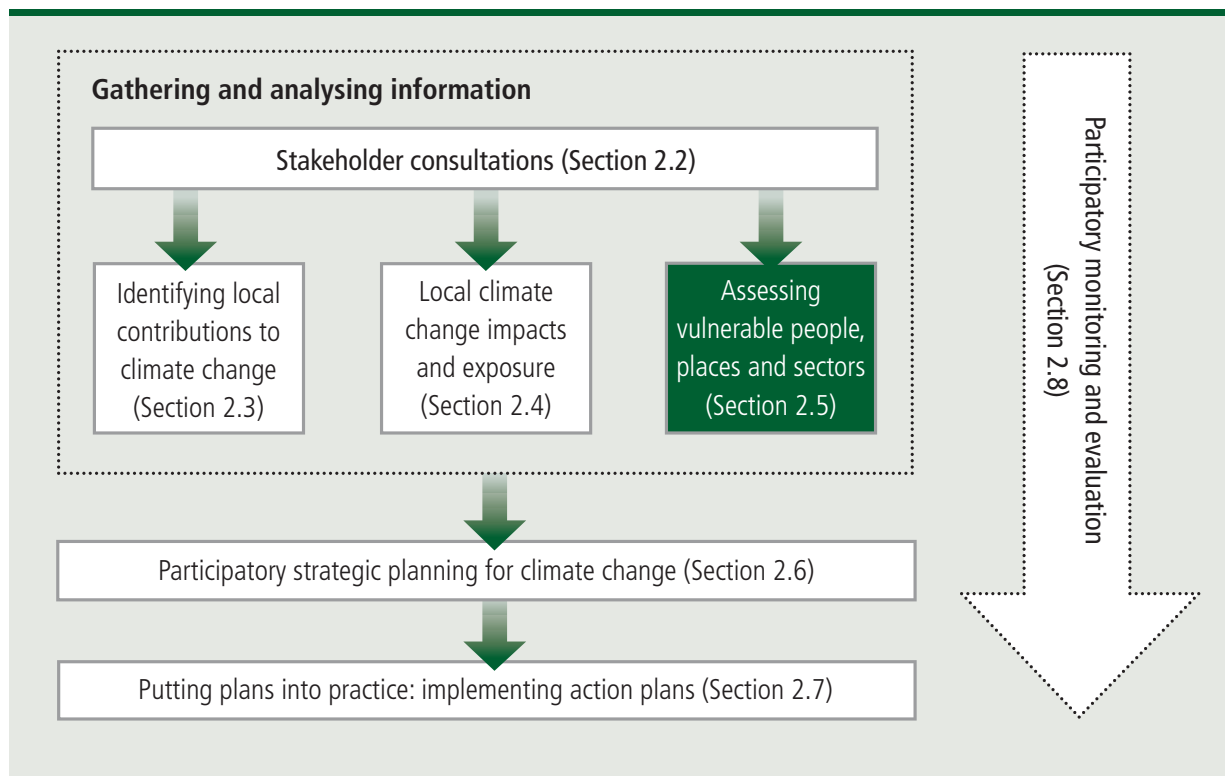 Gathering and analysing information
Stakeholder consultations (Section 2.2)
Identifying local
contributions to
climate change
(Section 2.3)
Local climate
change impacts
and exposure
(Section 2.4)
Assessing
vulnerable people,
places and sectors
(Section 2.5)
Participatory strategic planning for climate change (Section 2.6)
Putting plans into practice: implementing action plans (Section 2.7)
Participatory monitoring and evaluation
(Section 2.8)